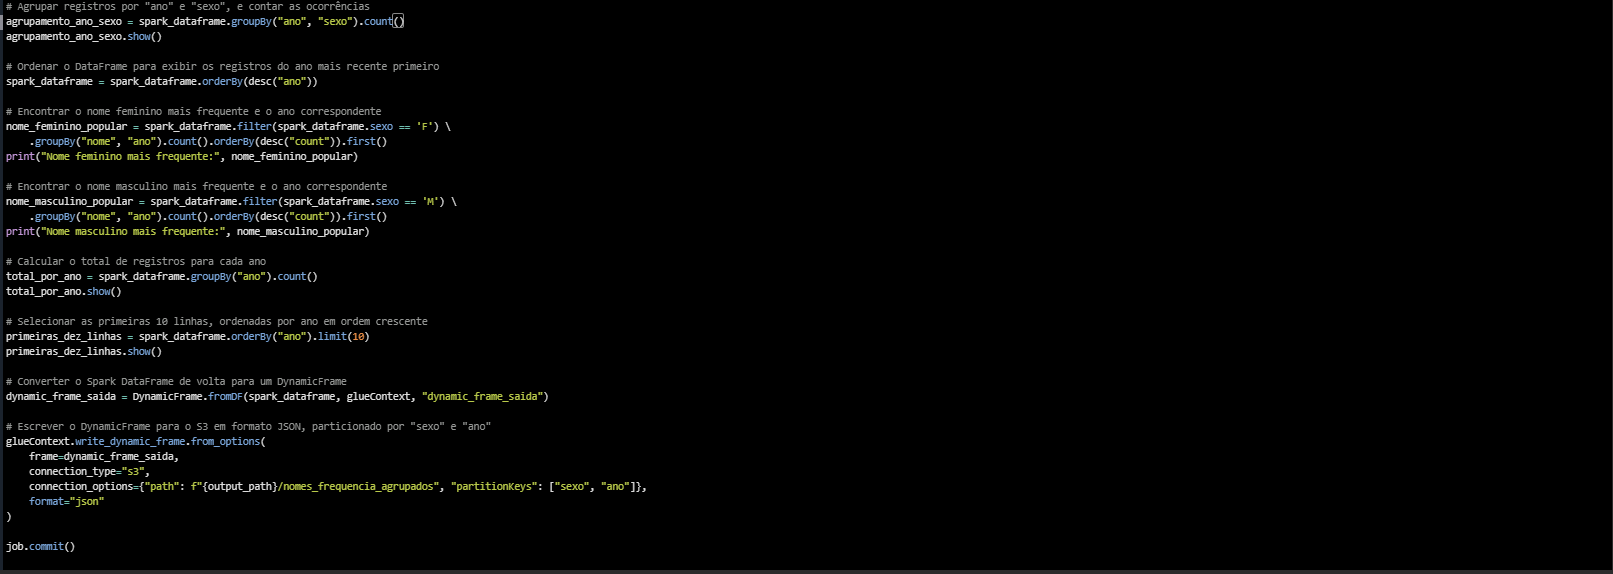 # Agrupar registros por "ano" e "sexo", e contar as ocorrências
agrupamento_ano_sexo = spark_dataframe.groupBy("ano", "sexo").count()
agrupamento_ano_sexo.show()
# Ordenar o DataFrame para exibir os registros do ano mais recente primeiro
spark_dataframe = spark_dataframe.orderBy(desc("ano"))
# Encontrar o nome feminino mais frequente e o ano correspondente
nome_feminino_popular = spark_dataframe.filter(spark_dataframe.sexo == 'F') \
    .groupBy("nome", "ano").count().orderBy(desc("count")).first()
print("Nome feminino mais frequente:", nome_feminino_popular)
# Encontrar o nome masculino mais frequente e o ano correspondente
nome_masculino_popular = spark_dataframe.filter(spark_dataframe.sexo == 'M') \
    .groupBy("nome", "ano").count().orderBy(desc("count")).first()
print("Nome masculino mais frequente:", nome_masculino_popular)
# Calcular o total de registros para cada ano
total_por_ano = spark_dataframe.groupBy("ano").count()
total_por_ano.show()
# Selecionar as primeiras 10 linhas, ordenadas por ano em ordem crescente
primeiras_dez_linhas = spark_dataframe.orderBy("ano").limit(10)
primeiras_dez_linhas.show()
# Converter o Spark DataFrame de volta para um DynamicFrame
dynamic_frame_saida = DynamicFrame.fromDF(spark_dataframe, glueContext, "dynamic_frame_saida")
# Escrever o DynamicFrame para o S3 em formato JSON, particionado por "sexo" e "ano"
glueContext.write_dynamic_frame.from_options(
    frame=dynamic_frame_saida,
    connection_type="s3",
    connection_options={"path": f"{output_path}/nomes_frequencia_agrupados", "partitionKeys": ["sexo", "ano"]},
    format="json"
)
job.commit()